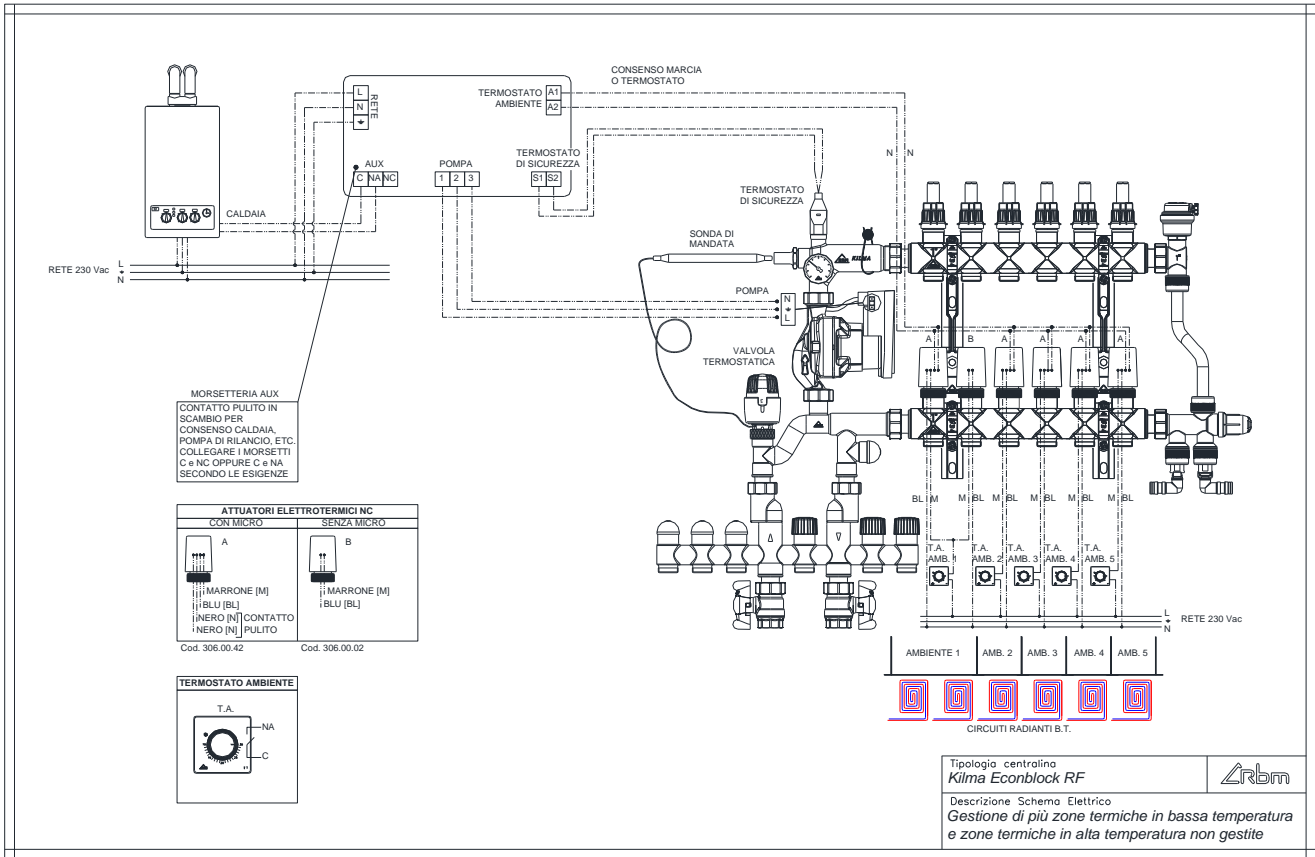 CONSENSO MARCIA
O TERMOSTATO
L
N
RETE
TERMOSTATO
AMBIENTE
A1
A2
TERMOSTATO
DI SICUREZZA
AUX
POMPA
C NA NC
1 2 3
S1 S2
N N
CALDAIA
TERMOSTATO
DI SICUREZZA
SONDA DI
MANDATA
KILMA
RETE 230 Vac
L
N
POMPA
N
L
VALVOLA
TERMOSTATICA
A B A A A A
MORSETTERIA AUX
CONTATTO PULITO IN
SCAMBIO PER
CONSENSO CALDAIA,
POMPA DI RILANCIO, ETC.
COLLEGARE I MORSETTI
C e NC OPPURE C e NA
SECONDO LE ESIGENZE
BL M M BL M BL M BL M BL M BL
ATTUATORI ELETTROTERMICI NC
CON MICRO
SENZA MICRO
A
B
MARRONE [M]
BLU [BL]
NERO [N] CONTATTO
NERO [N] PULITO
MARRONE [M]
BLU [BL]
Cod. 306.00.42
Cod. 306.00.02
T.A.
AMB. 1
T.A.
AMB. 2
T.A.
AMB. 3
T.A.
AMB. 4
T.A.
AMB. 5
L
N
RETE 230 Vac
AMBIENTE 1
AMB. 2
AMB. 3
AMB. 4
AMB. 5
CIRCUITI RADIANTI B.T.
TERMOSTATO AMBIENTE
T.A.
NA
C
Tipologia centralina
Kilma Econblock RF
rbm
Descrizione Schema Elettrico
Gestione di più zone termiche in bassa temperatura
e zone termiche in alta temperatura non gestite